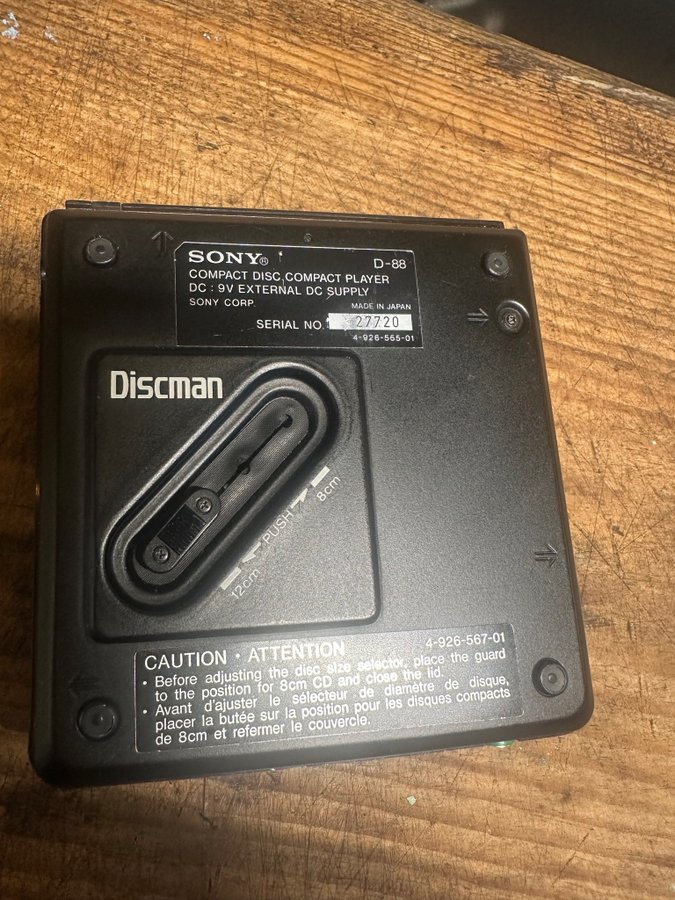 SONY® D-88
COMPACT DISC COMPACT PLAYER
DC : 9V EXTERNAL DC SUPPLY
SONY CORP. MADE IN JAPAN
SERIAL NO. 27720
4-926-565-01
Discman
8cm
PUSH
12cm
4-926-567-01
CAUTION · ATTENTION
• Before adjusting the disc size selector, place the guard
to the position for 8cm CD and close the lid.
• Avant d'ajuster le sélecteur de diamètre de disque,
placer la butée sur la position pour les disques compacts
de 8cm et refermer le couvercle.